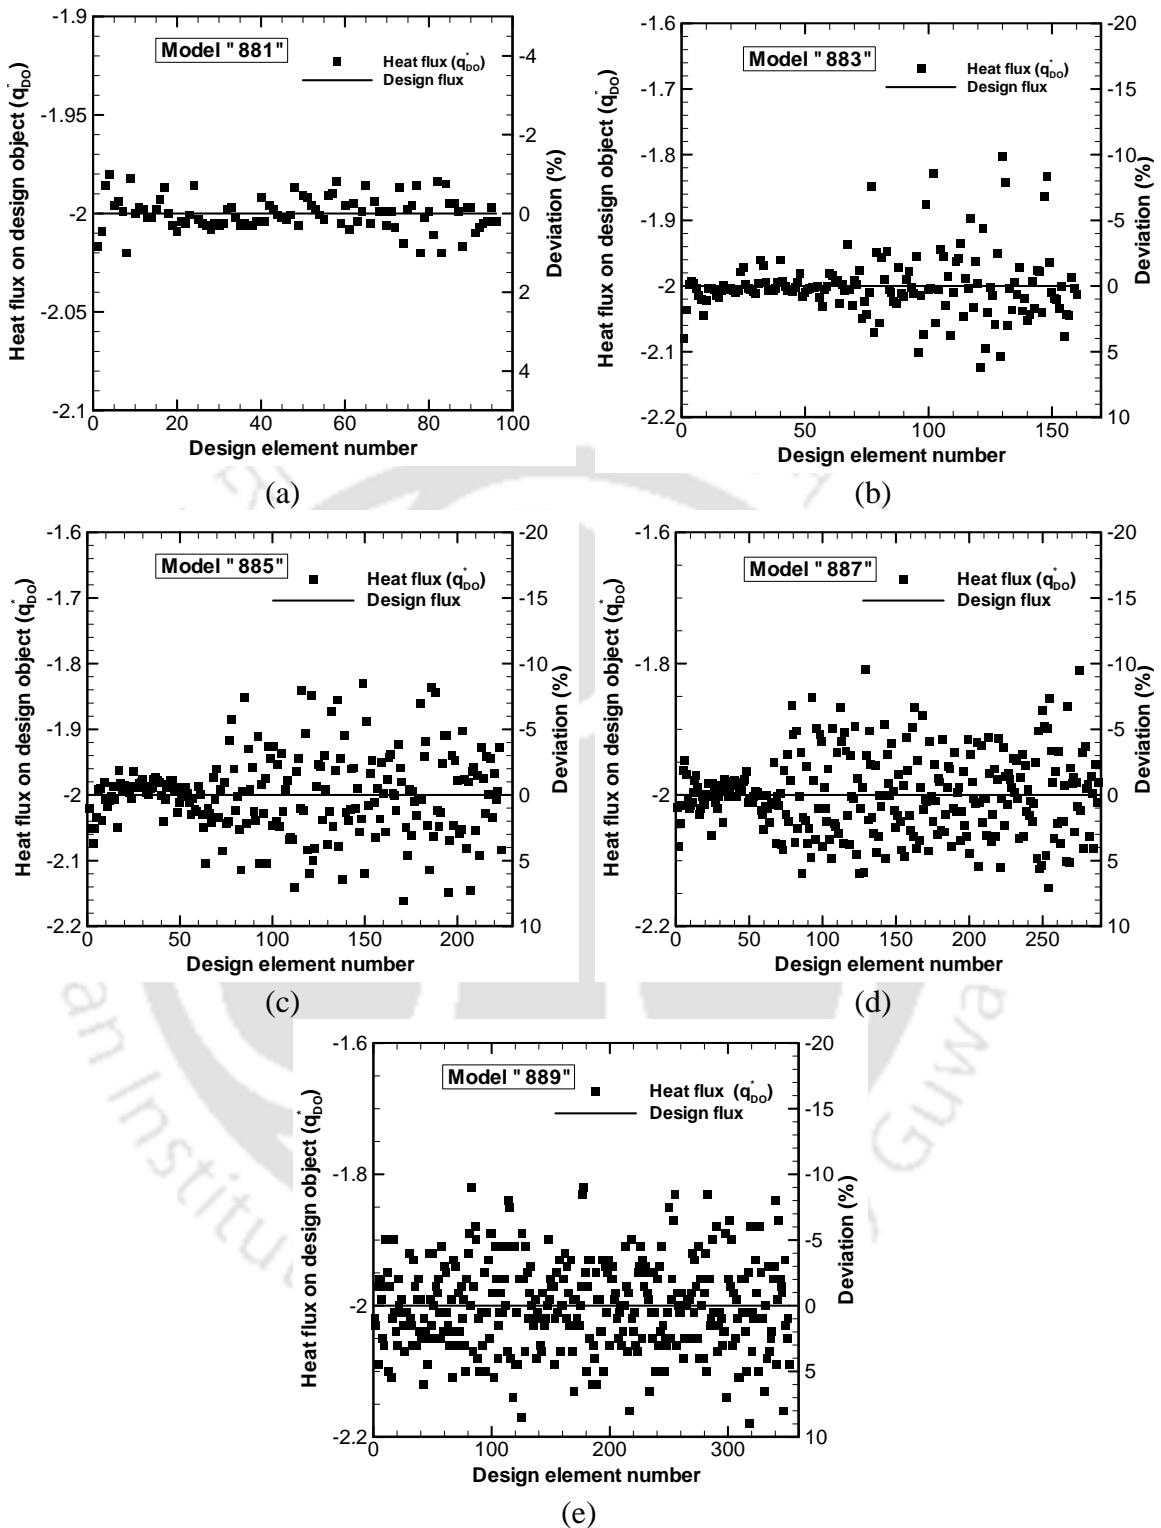 Model "881"
Heat flux (q*DO)
Design flux
Heat flux on design object (q*DO)
-1.9
-1.95
-2
-2.05
-2.1
Deviation (%)
-4
-2
0
2
4
0 20 40 60 80 100
Design element number
(a)
Model "883"
Heat flux (q*DO)
Design flux
Heat flux on design object (q*DO)
-1.6
-1.7
-1.8
-1.9
-2
-2.1
-2.2
Deviation (%)
-20
-15
-10
-5
0
5
10
0 50 100 150
Design element number
(b)
Model "885"
Heat flux (q*DO)
Design flux
Heat flux on design object (q*DO)
-1.6
-1.7
-1.8
-1.9
-2
-2.1
-2.2
Deviation (%)
-20
-15
-10
-5
0
5
10
0 50 100 150 200
Design element number
(c)
Model "887"
Heat flux (q*DO)
Design flux
Heat flux on design object (q*DO)
-1.6
-1.8
-2
-2.2
Deviation (%)
-20
-15
-10
-5
0
5
10
0 50 100 150 200 250
Design element number
(d)
Model "889"
Heat flux (q*DO)
Design flux
Heat flux on design object (q*DO)
-1.6
-1.8
-2
-2.2
Deviation (%)
-20
-15
-10
-5
0
5
10
0 100 200 300
Design element number
(e)
an Institu
Guwa